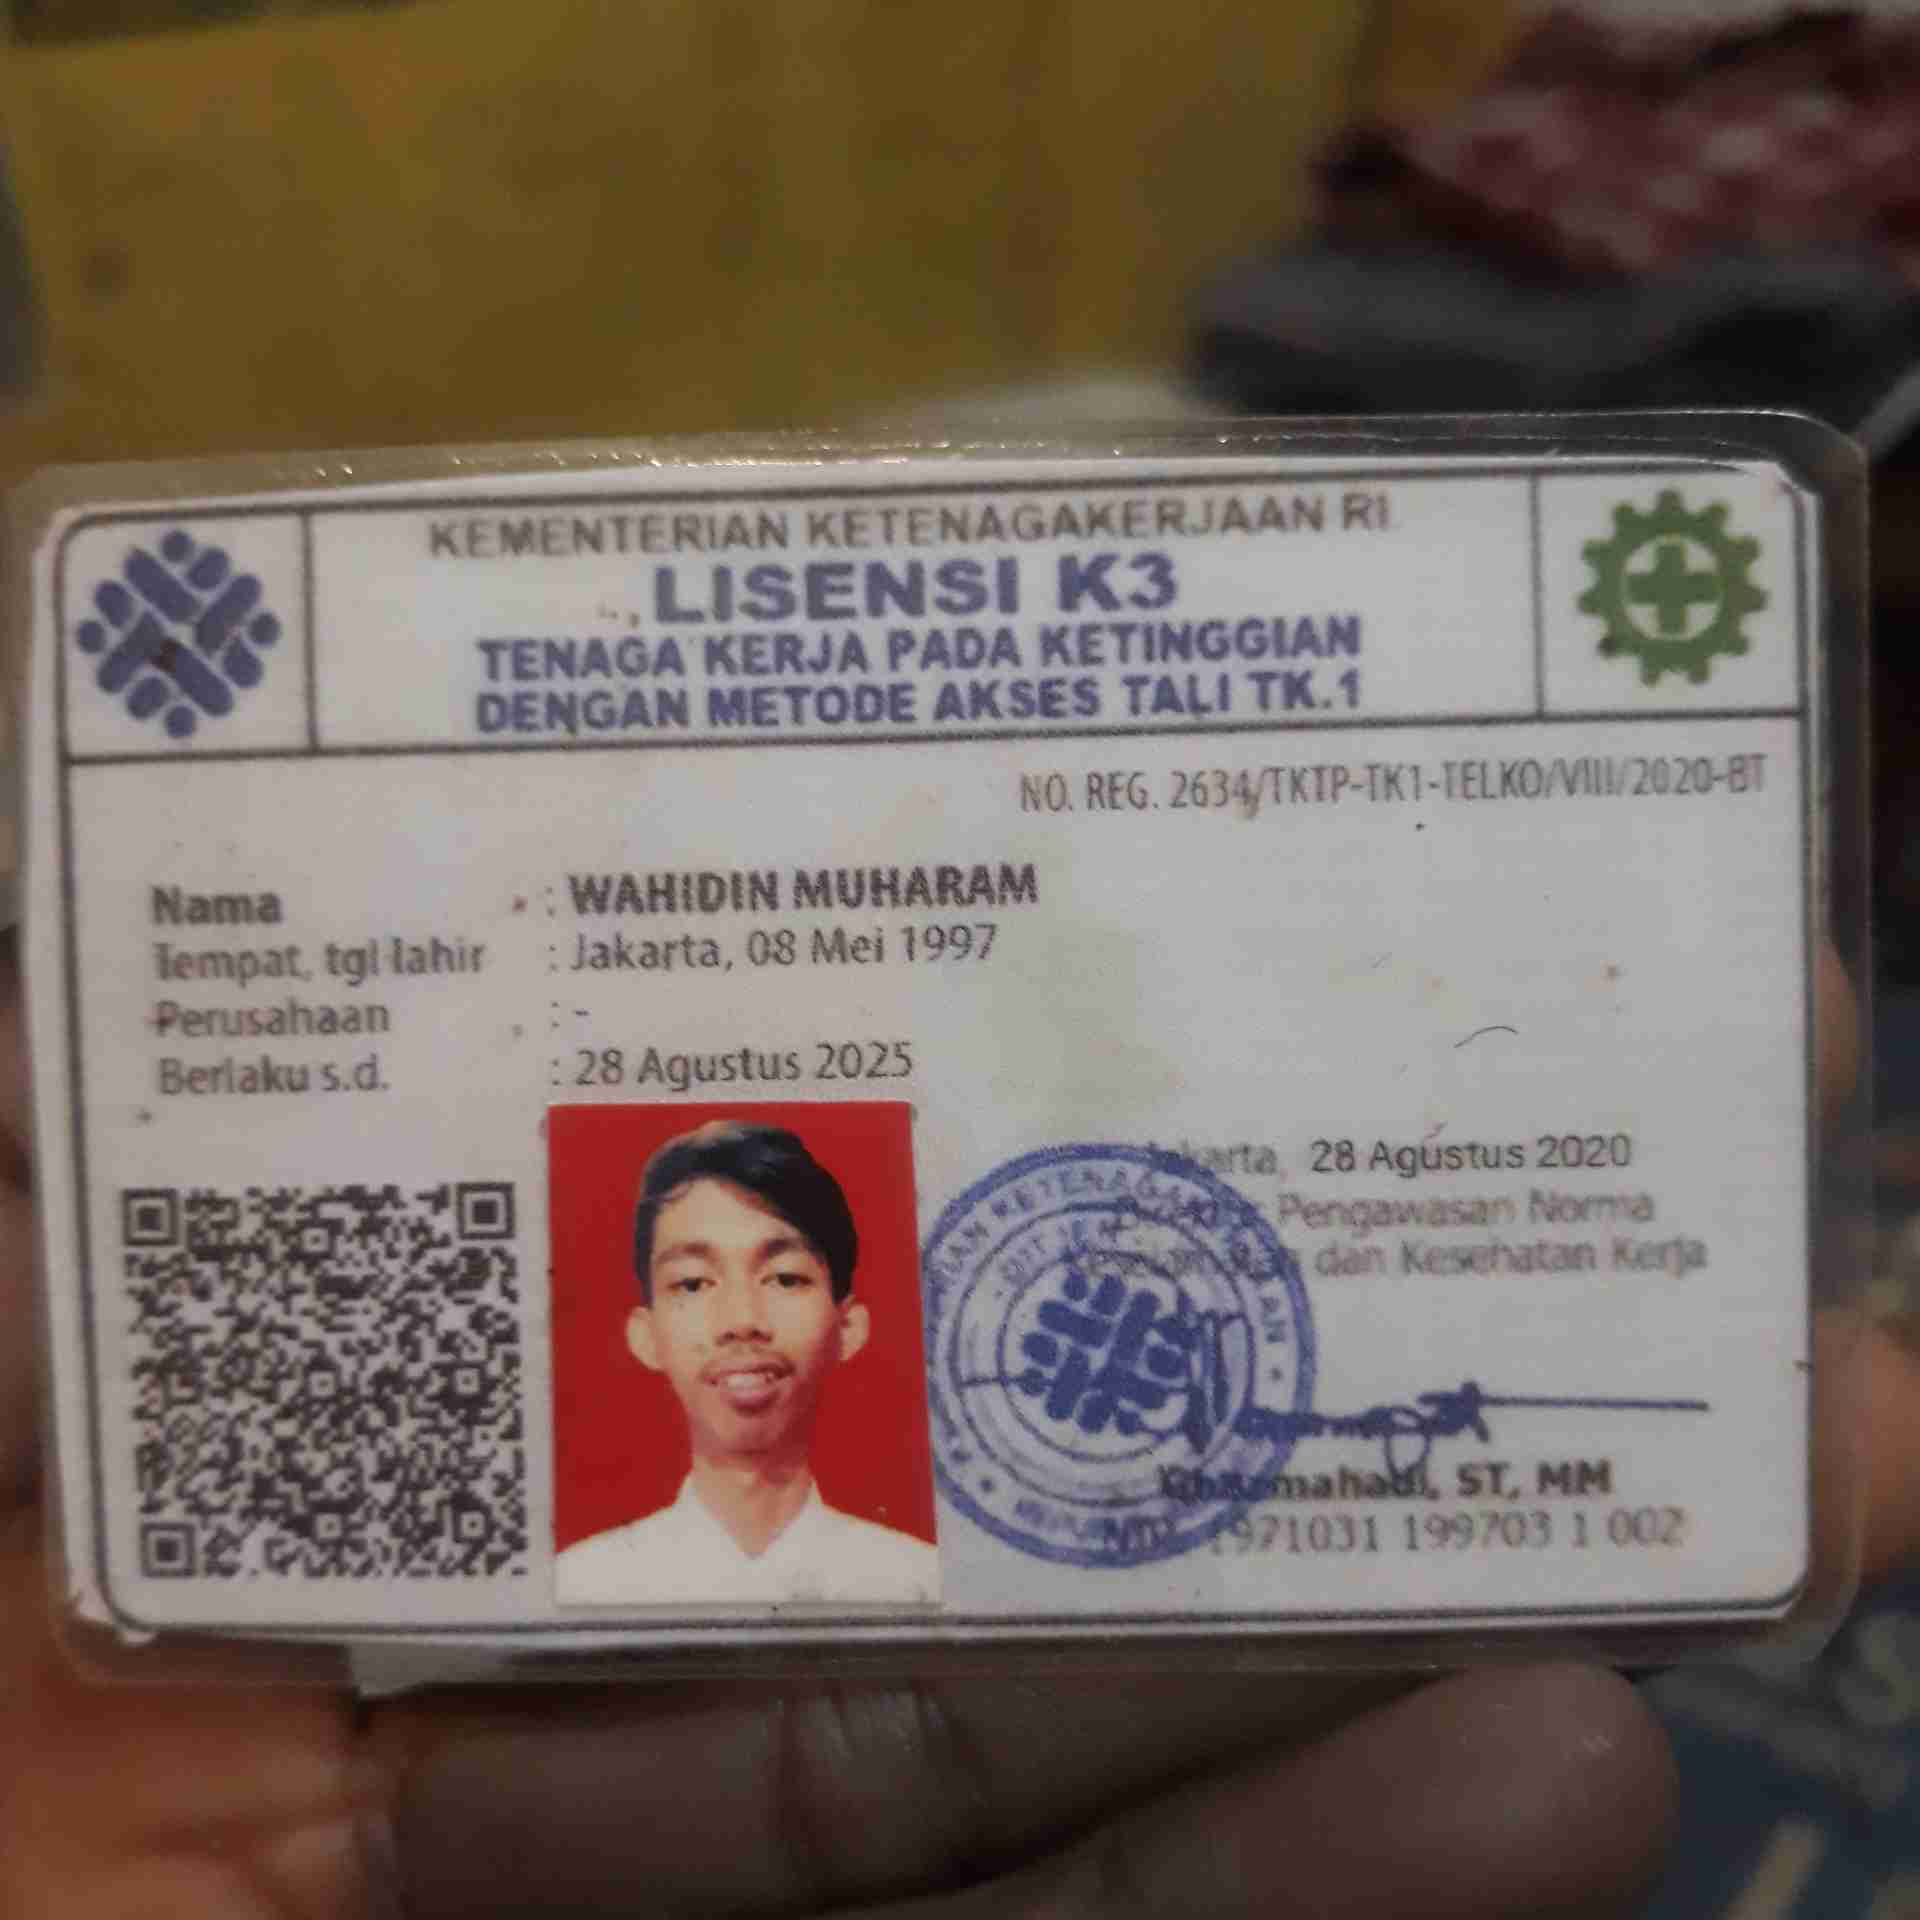 KEMENTERIAN KETENAGAKERJAAN RI
LISENSI K3
TENAGA KERJA PADA KETINGGIAN
DENGAN METODE AKSES TALI TK.1
NO. REG. 2634/TKTP-TK1-TELKO/VIII/2020-BT
Nama : WAHIDIN MUHARAM
Tempat, tgl lahir : Jakarta, 08 Mei 1997
Perusahaan : -
Berlaku s.d. : 28 Agustus 2025
Jakarta, 28 Agustus 2020
Pengawasan Norma
dan Kesehatan Kerja
ST, MM
1971031 199703 1 002